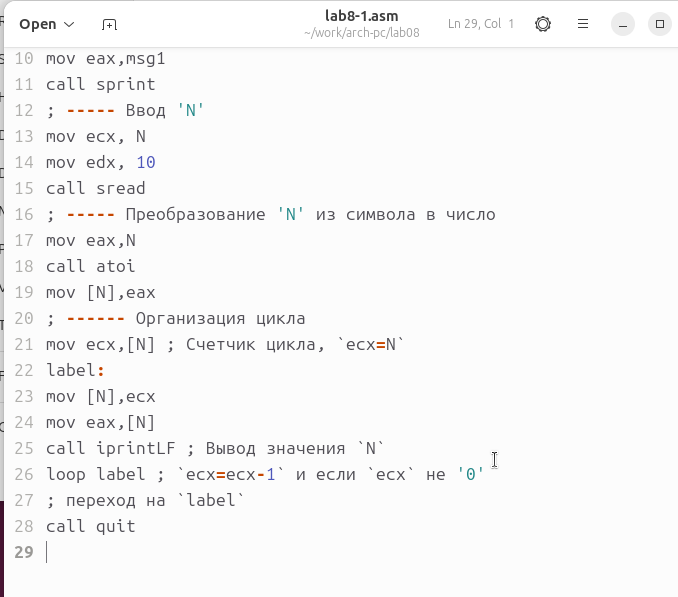 Open
lab8-1.asm
~/work/arch-pc/lab08
Ln 29, Col 1
10 mov eax,msg1
11 call sprint
12 ; ----- Ввод 'N'
13 mov ecx, N
14 mov edx, 10
15 call sread
16 ; ----- Преобразование 'N' из символа в число
17 mov eax,N
18 call atoi
19 mov [N],eax
20 ; ------ Организация цикла
21 mov ecx,[N] ; Счетчик цикла, `ecx=N`
22 label:
23 mov [N],ecx
24 mov eax,[N]
25 call iprintLF ; Вывод значения `N`
26 loop label ; `ecx=ecx-1` и если `ecx` не '0'
27 ; переход на `label`
28 call quit
29